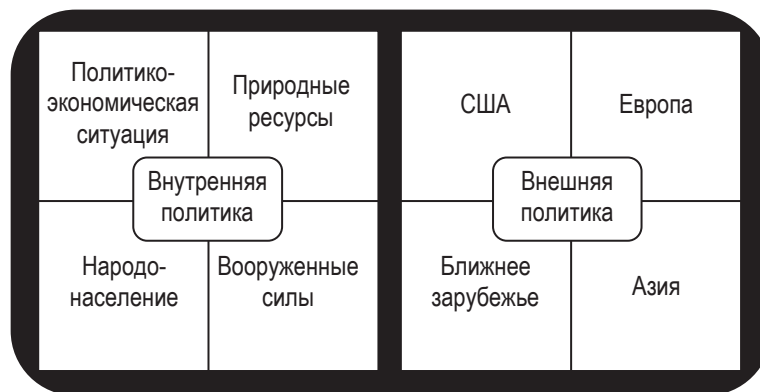 Политико-
экономическая
ситуация
Природные
ресурсы
Внутренняя
политика
Народо-
население
Вооруженные
силы
США
Европа
Внешняя
политика
Ближнее
зарубежье
Азия